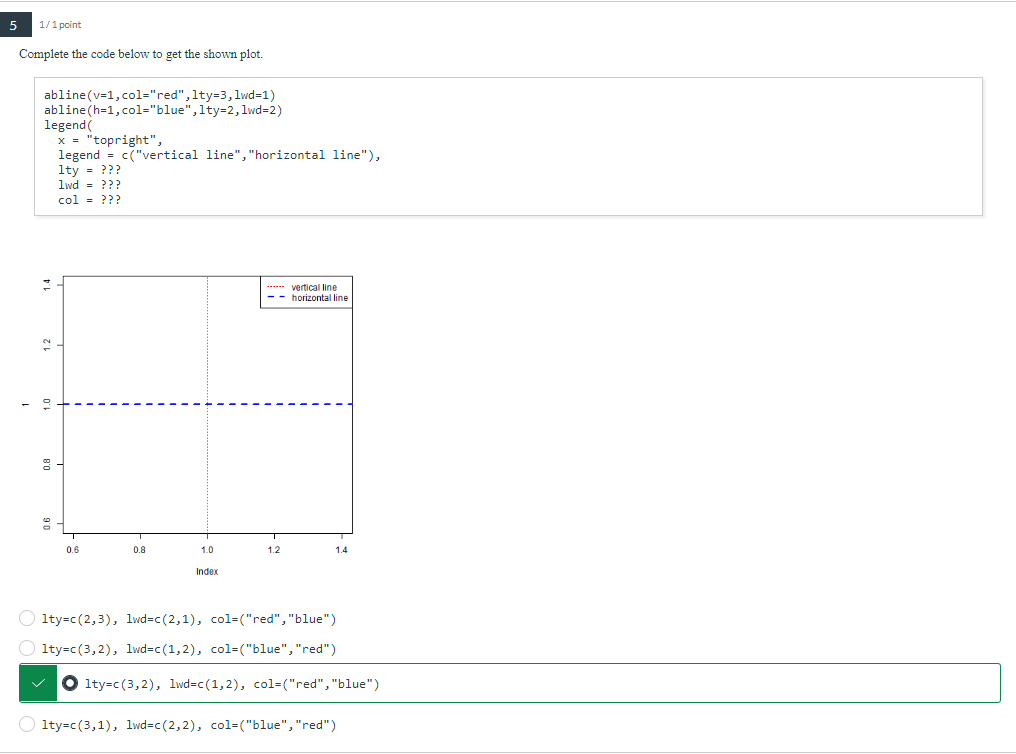 5
1 / 1 point
Complete the code below to get the shown plot.
abline(v=1,col="red",lty=3,lwd=1)
abline(h=1,col="blue",lty=2,lwd=2)
legend(
x = "topright",
legend = c("vertical line","horizontal line"),
lty = ???
lwd = ???
col = ???
1.4
1.2
1.0
0.8
0.6
1
vertical line
horizontal line
0.6 0.8 1.0 1.2 1.4
Index
lty=c(2,3), lwd=c(2,1), col=("red","blue")
lty=c(3,2), lwd=c(1,2), col=("blue","red")
lty=c(3,2), lwd=c(1,2), col=("red","blue")
lty=c(3,1), lwd=c(2,2), col=("blue","red")